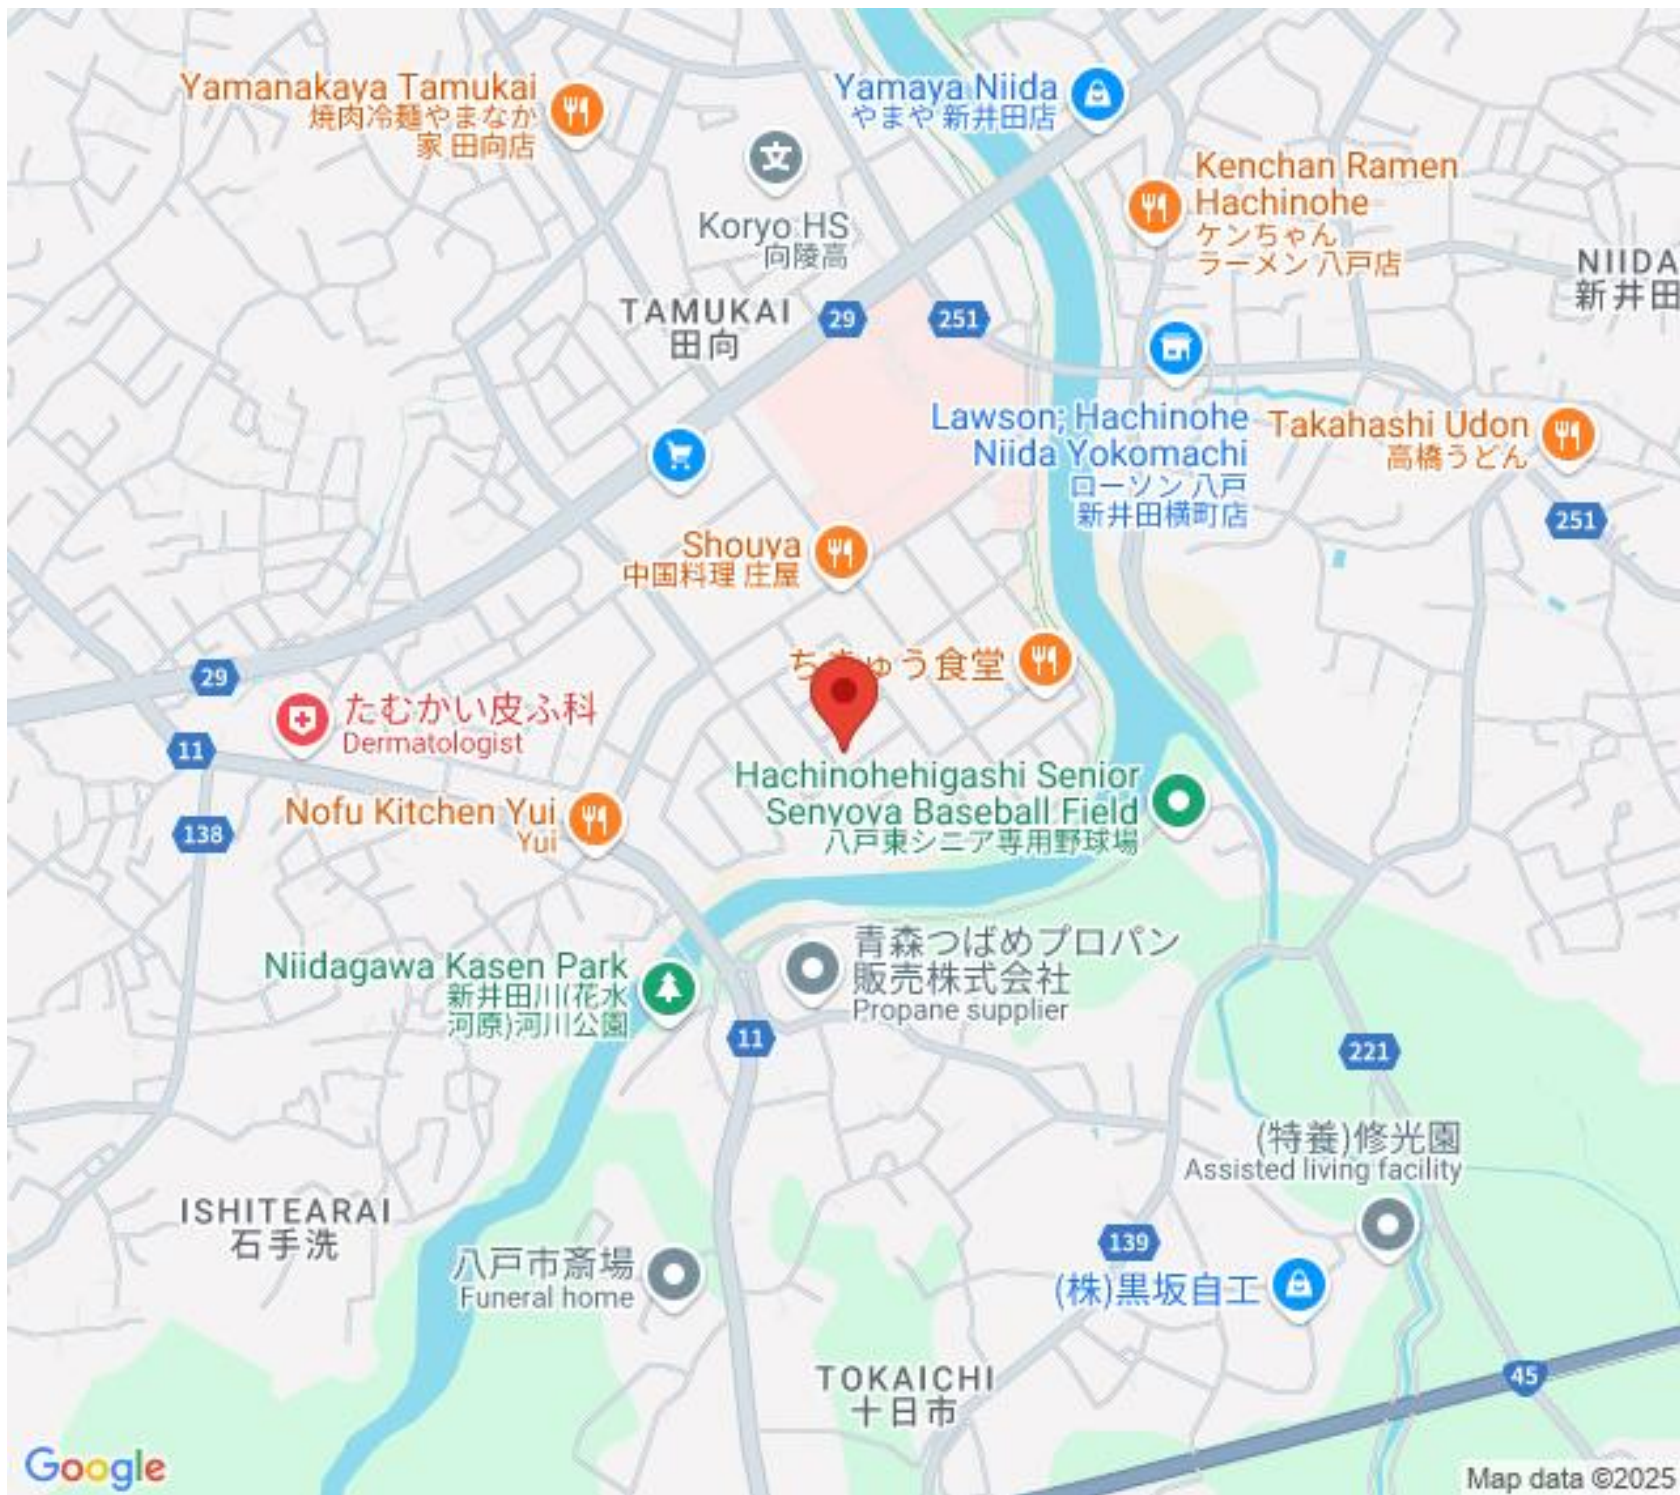 Yamanakaya Tamukai
焼肉冷麺やまなか
家 田向店
Yamaya Niida
やまや 新井田店
Koryo HS
向陵高
Kenchan Ramen
Hachinohe
ケンちゃん
ラーメン 八戸店
NIIDA
新井田
TAMUKAI
田向
29
251
Lawson; Hachinohe
Niida Yokomachi
ローソン 八戸
新井田横町店
Takahashi Udon
高橋うどん
251
Shouya
中国料理 庄屋
ゅう食堂
29
たむかい皮ふ科
Dermatologist
11
138
Nofu Kitchen Yui
Yui
Hachinohehigashi Senior
Senyova Baseball Field
八戸東シニア専用野球場
青森つばめプロパン
販売株式会社
Propane supplier
Niidagawa Kasen Park
新井田川(花水
河原)河川公園
11
221
(特養)修光園
Assisted living facility
ISHITEARAI
石手洗
八戸市斎場
Funeral home
139
(株)黒坂自工
TOKAICHI
十日市
45
Google
Map data ©2025